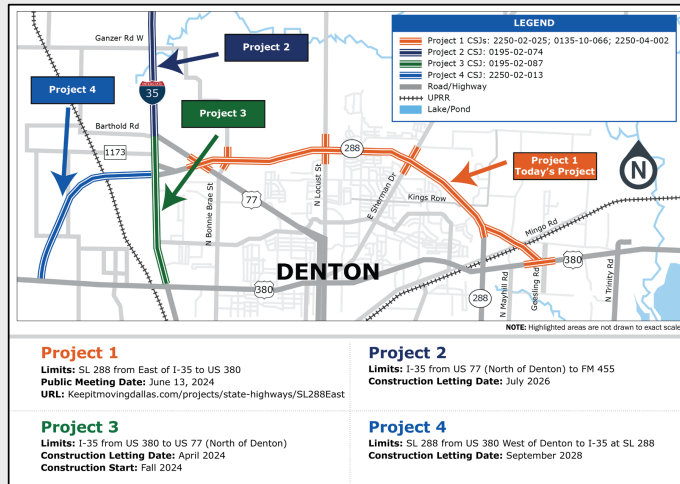 LEGEND
Project 1 CSJs: 2250-02-025; 0135-10-066; 2250-04-002
Project 2 CSJ: 0195-02-074
Project 3 CSJ: 0195-02-087
Project 4 CSJ: 2250-02-013
Road/Highway
UPRR
Lake/Pond
Ganzer Rd W
Project 2
Project 4
35
Project 3
Barthold Rd
1173
288
Project 1
Today's Project
N
N Bonnie Brae St
77
N Locust St
E Sherman Dr
Kings Row
Mingo Rd
DENTON
380
380
288
N Mayhill Rd
Geesling Rd
N Trinity Rd
NOTE: Highlighted areas are not drawn to exact scale
Project 1
Limits: SL 288 from East of I-35 to US 380
Public Meeting Date: June 13, 2024
URL: Keepitmovingdallas.com/projects/state-highways/SL288East
Project 2
Limits: I-35 from US 77 (North of Denton) to FM 455
Construction Letting Date: July 2026
Project 3
Limits: I-35 from US 380 to US 77 (North of Denton)
Construction Letting Date: April 2024
Construction Start: Fall 2024
Project 4
Limits: SL 288 from US 380 West of Denton to I-35 at SL 288
Construction Letting Date: September 2028